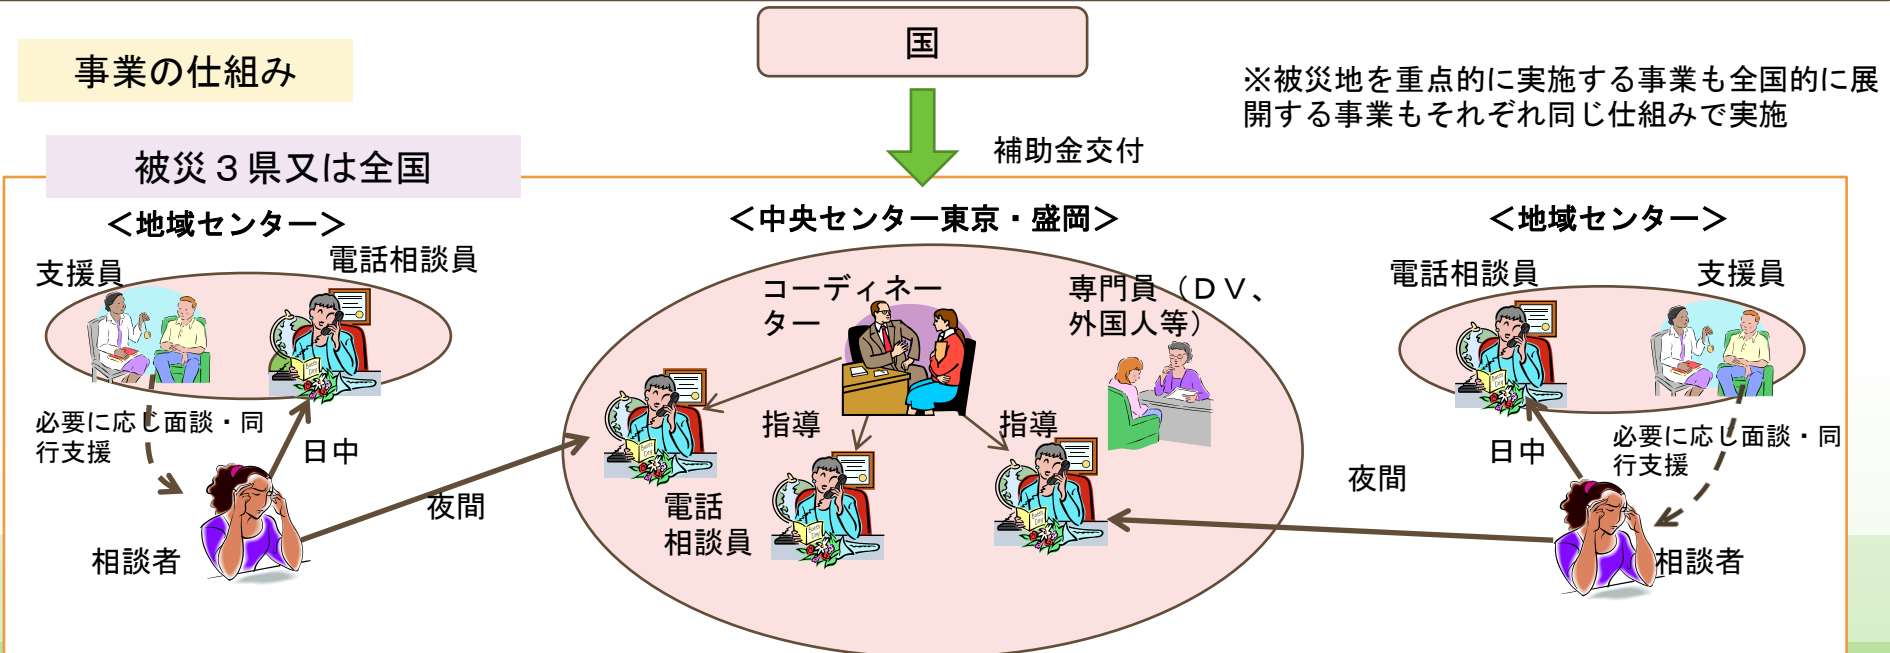 国
事業の仕組み
※被災地を重点的に実施する事業も全国的に展
開する事業もそれぞれ同じ仕組みで実施
補助金交付
被災３県又は全国
＜地域センター＞
支援員
電話相談員
必要に応じ面談・同
行支援
日中
夜間
相談者
＜中央センター東京・盛岡＞
コーディネー
ター
専門員（ＤＶ、
外国人等）
指導
指導
電話
相談員
＜地域センター＞
電話相談員
支援員
必要に応じ面談・同
行支援
日中
夜間
相談者